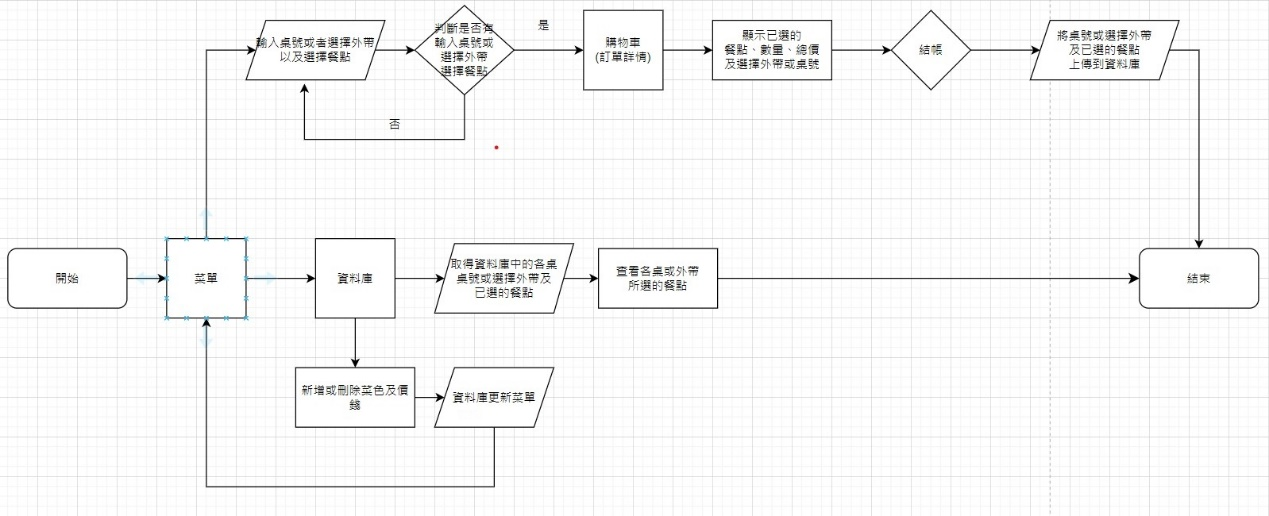 輸入桌號或者選擇外帶
以及選擇餐點
判斷是否有
輸入桌號或
選擇外帶
選擇餐點
是
否
購物車
(訂單詳情)
顯示已選的
餐點、數量、總價
及選擇外帶或桌號
結帳
將桌號或選擇外帶
及已選的餐點
上傳到資料庫
開始
菜單
資料庫
取得資料庫中的各桌
桌號或選擇外帶及
已選的餐點
查看各桌或外帶
所選的餐點
結束
新增或刪除菜色及價
錢
資料庫更新菜單